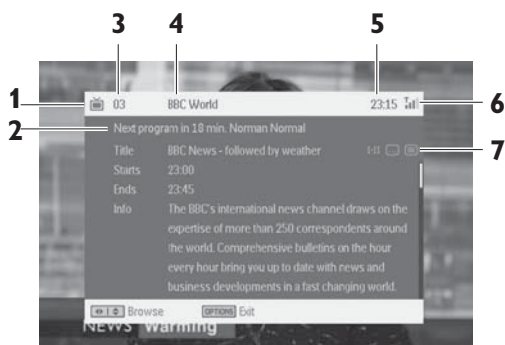 3 4 5
1 03 BBC World 23:15 6
2 Next program in 18 min. Norman Normal
Title BBC News - followed by weather I-II 7
Starts 23:00
Ends 23:45
Info The BBC's international news channel draws on the
expertise of more than 250 correspondents around
the world. Comprehensive bulletins on the hour
every hour bring you up to date with news and
business developments in a fast changing world.
Browse OPTIONS Exit
NEWS Warming